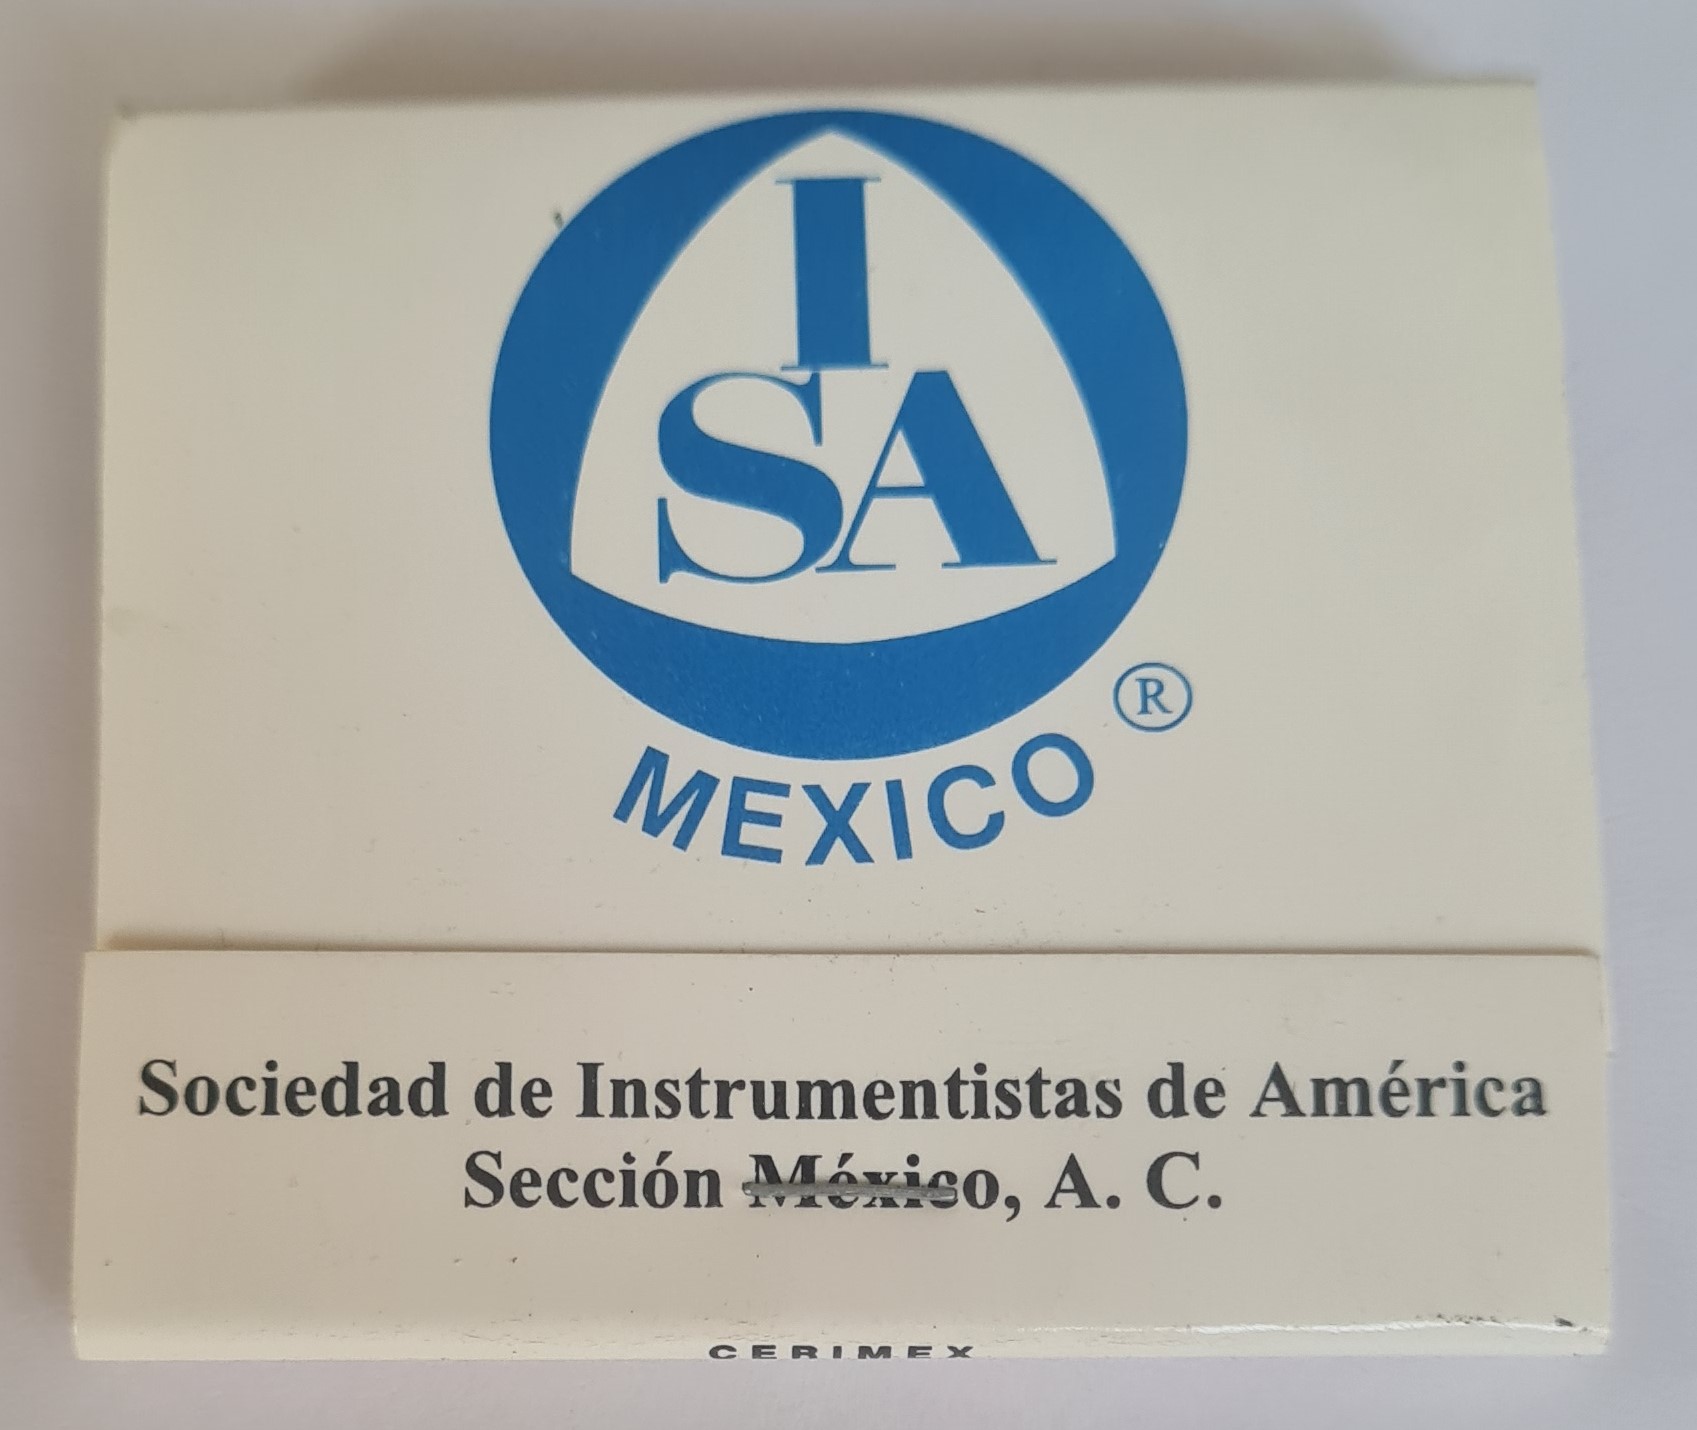 I
SA
®
MEXICO
Sociedad de Instrumentistas de América
Sección México, A. C.
CERIMEX